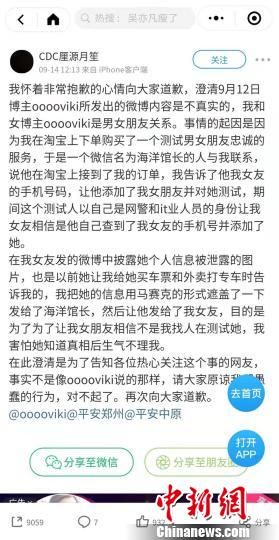 热搜: 吴亦凡瘦了
CDC厘源月笙
09-14 12:13 来自 iPhone客户端
关注
我怀着非常抱歉的心情向大家道歉，澄清9月12日
博主ooooviki所发出的微博内容是不真实的，我和
女博主ooooviki是男女朋友关系。事情的起因是因
为我在淘宝上下单购买了一个测试男女朋友忠诚的
服务，于是一个微信名为海洋馆长的人与我联系，
说他在淘宝上接到了我的订单，我告诉了他我女友
的手机号码，让他添加了我女友并对她测试，期
间这个测试人以自己是网警和it业人员的身份让我
女友相信是他自己查到了我女友的手机号并添加了
她。
在我女友发的微博中披露她个人信息被泄露的图
片，也是以前她让我给她买车票和外卖打专车时告
诉我的，我把她的信息用马赛克的形式遮盖了一下
发给了海洋馆长，然后让他发给了我女友，目的是
为了为了让我女朋友相信不是我找人在测试她，我
害怕她知道真相后生气不理我。
在此澄清是为了告知各位热心关注这个事的网友，
事实不是像ooooviki说的那样，请大家原谅我
蠢的行为，对不起了。再次向大家道歉。
@ooooviki@平安郑州@平安中原
去首页
打开
APP
分享至微信
分享至朋友圈
广告
中新网
9059
7
932